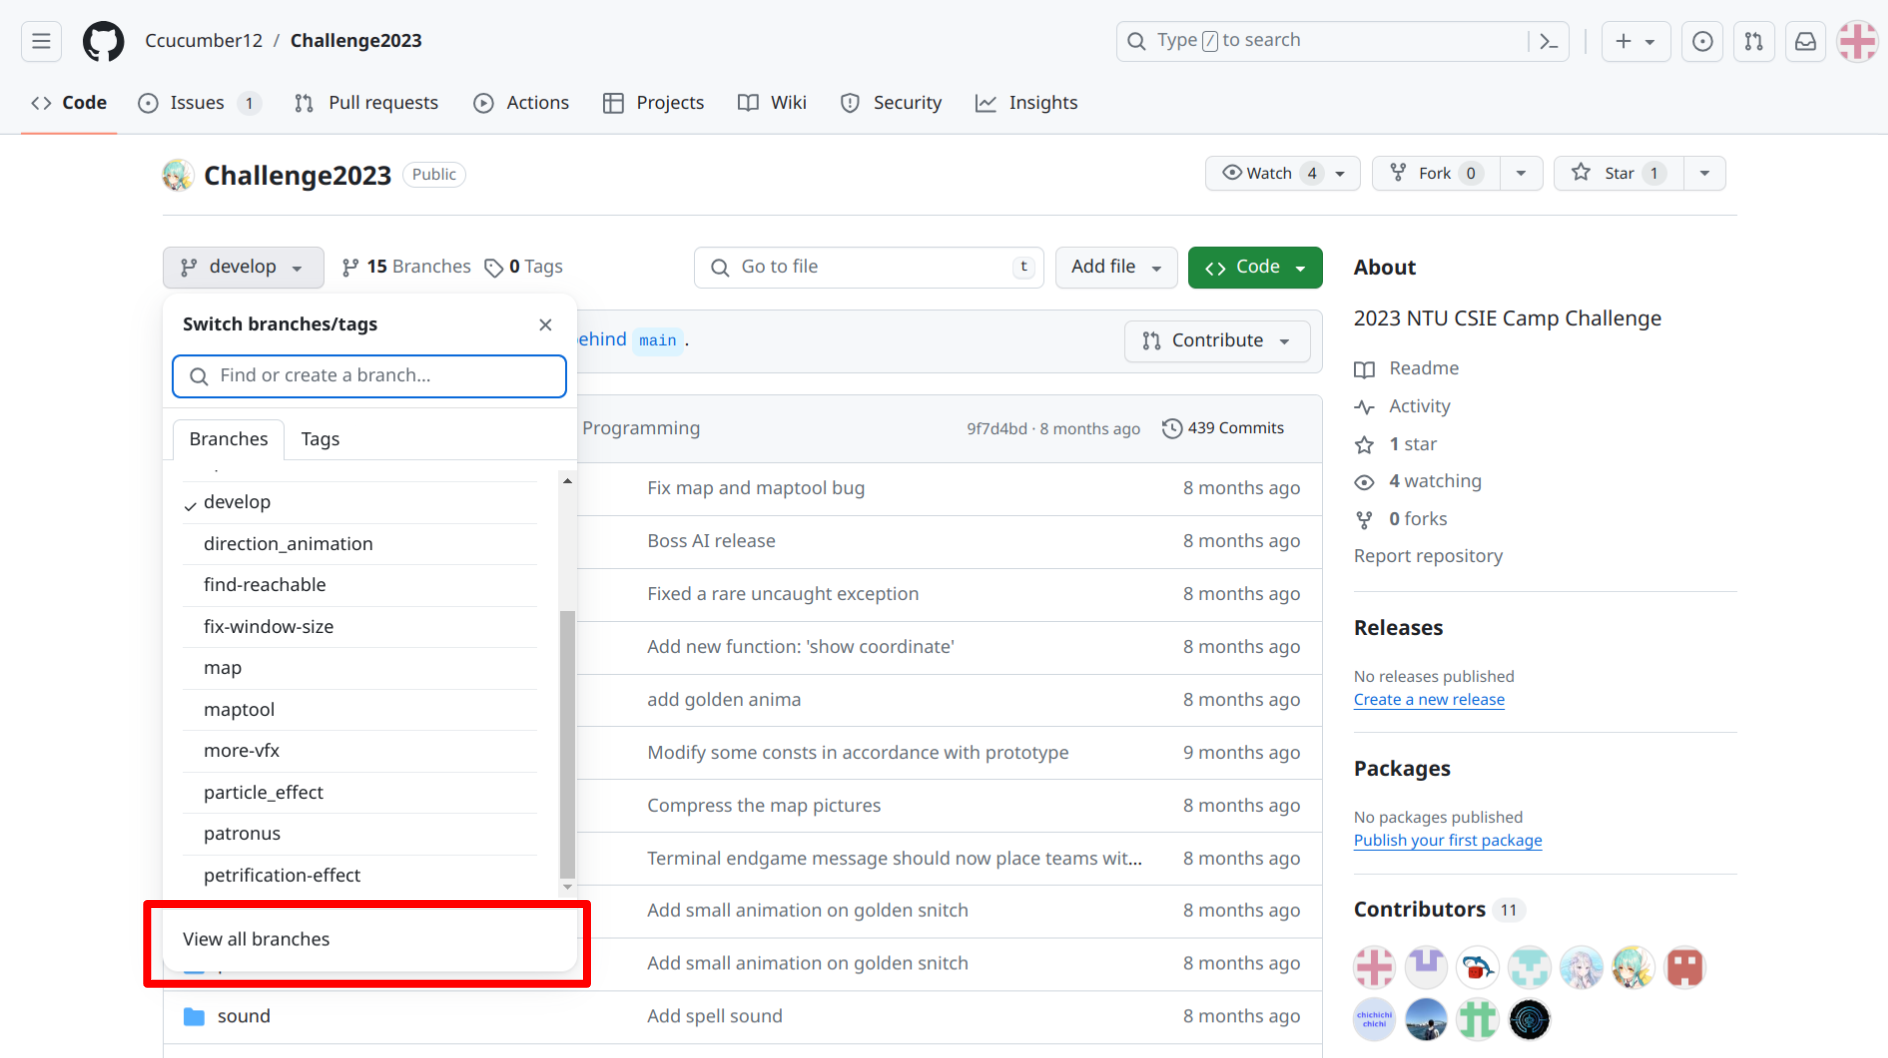 Ccucumber12 / Challenge2023
Type / to search
Code
Issues 1
Pull requests
Actions
Projects
Wiki
Security
Insights
Challenge2023 Public
Watch 4
Fork 0
Star 1
develop
15 Branches
0 Tags
Go to file t
Add file
Code
Switch branches/tags
Find or create a branch...
Branches Tags
develop
direction_animation
find-reachable
fix-window-size
map
maptool
more-vfx
particle_effect
patronus
petrification-effect
View all branches
ehind main .
Contribute
Programming 9f7d4bd · 8 months ago 439 Commits
Fix map and maptool bug 8 months ago
Boss AI release 8 months ago
Fixed a rare uncaught exception 8 months ago
Add new function: 'show coordinate' 8 months ago
add golden anima 8 months ago
Modify some consts in accordance with prototype 9 months ago
Compress the map pictures 8 months ago
Terminal endgame message should now place teams wit... 8 months ago
Add small animation on golden snitch 8 months ago
Add small animation on golden snitch 8 months ago
sound Add spell sound 8 months ago
About
2023 NTU CSIE Camp Challenge
Readme
Activity
1 star
4 watching
0 forks
Report repository
Releases
No releases published
Create a new release
Packages
No packages published
Publish your first package
Contributors 11
chichichi
chichi